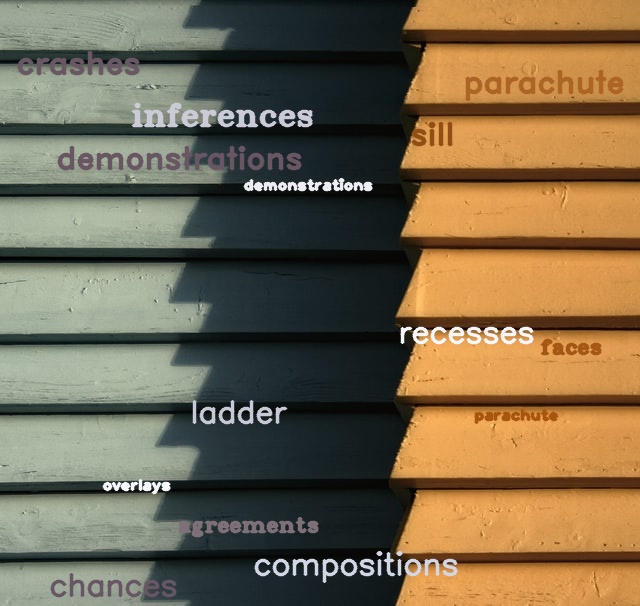 crashes
parachute
inferences
sill
demonstrations
demonstrations
recesses
faces
ladder
parachute
overlays
agreements
compositions
chances